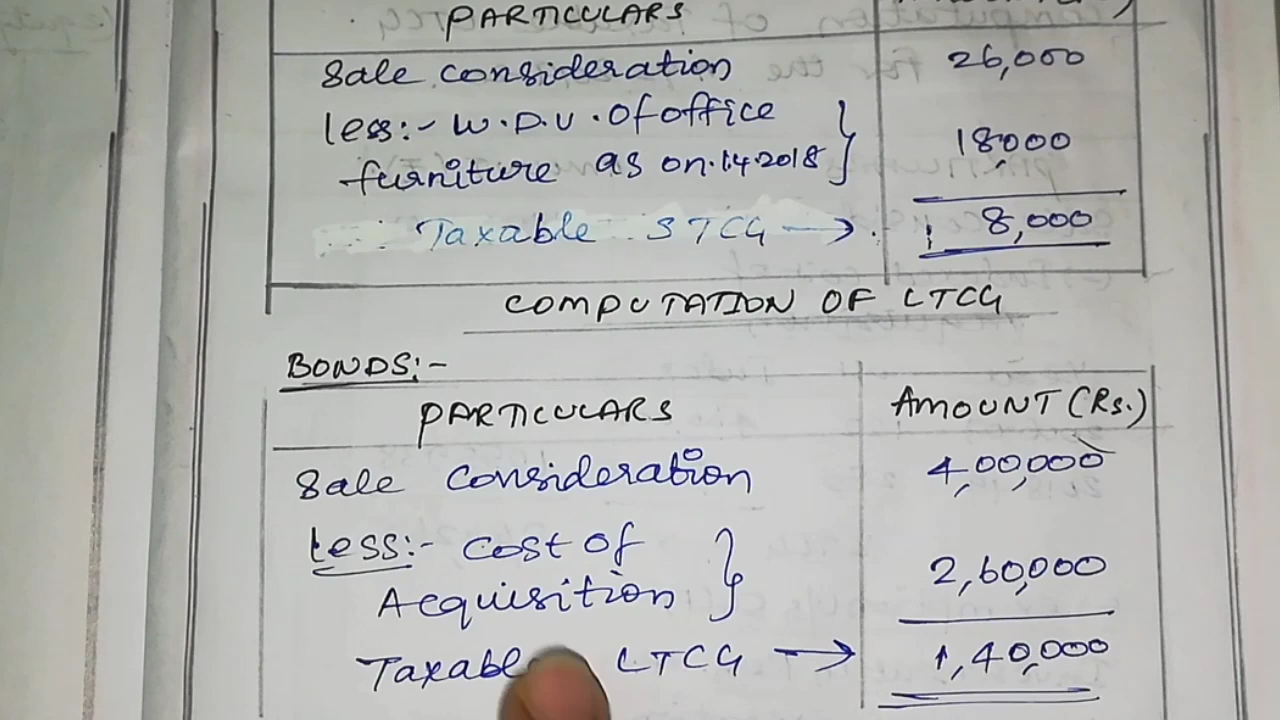 PARTICULARS
Sale consideration 26,000
less:- W.D.V. Of office
furniture as on 1.4.2018 18,000
Taxable STCG → 8,000
COMPUTATION OF LTCG
BONDS:-
PARTICULARS AMOUNT (Rs.)
Sale consideration 4,00,000
Less:- Cost of
Acquisition 2,60,000
Taxable LTCG → 1,40,000